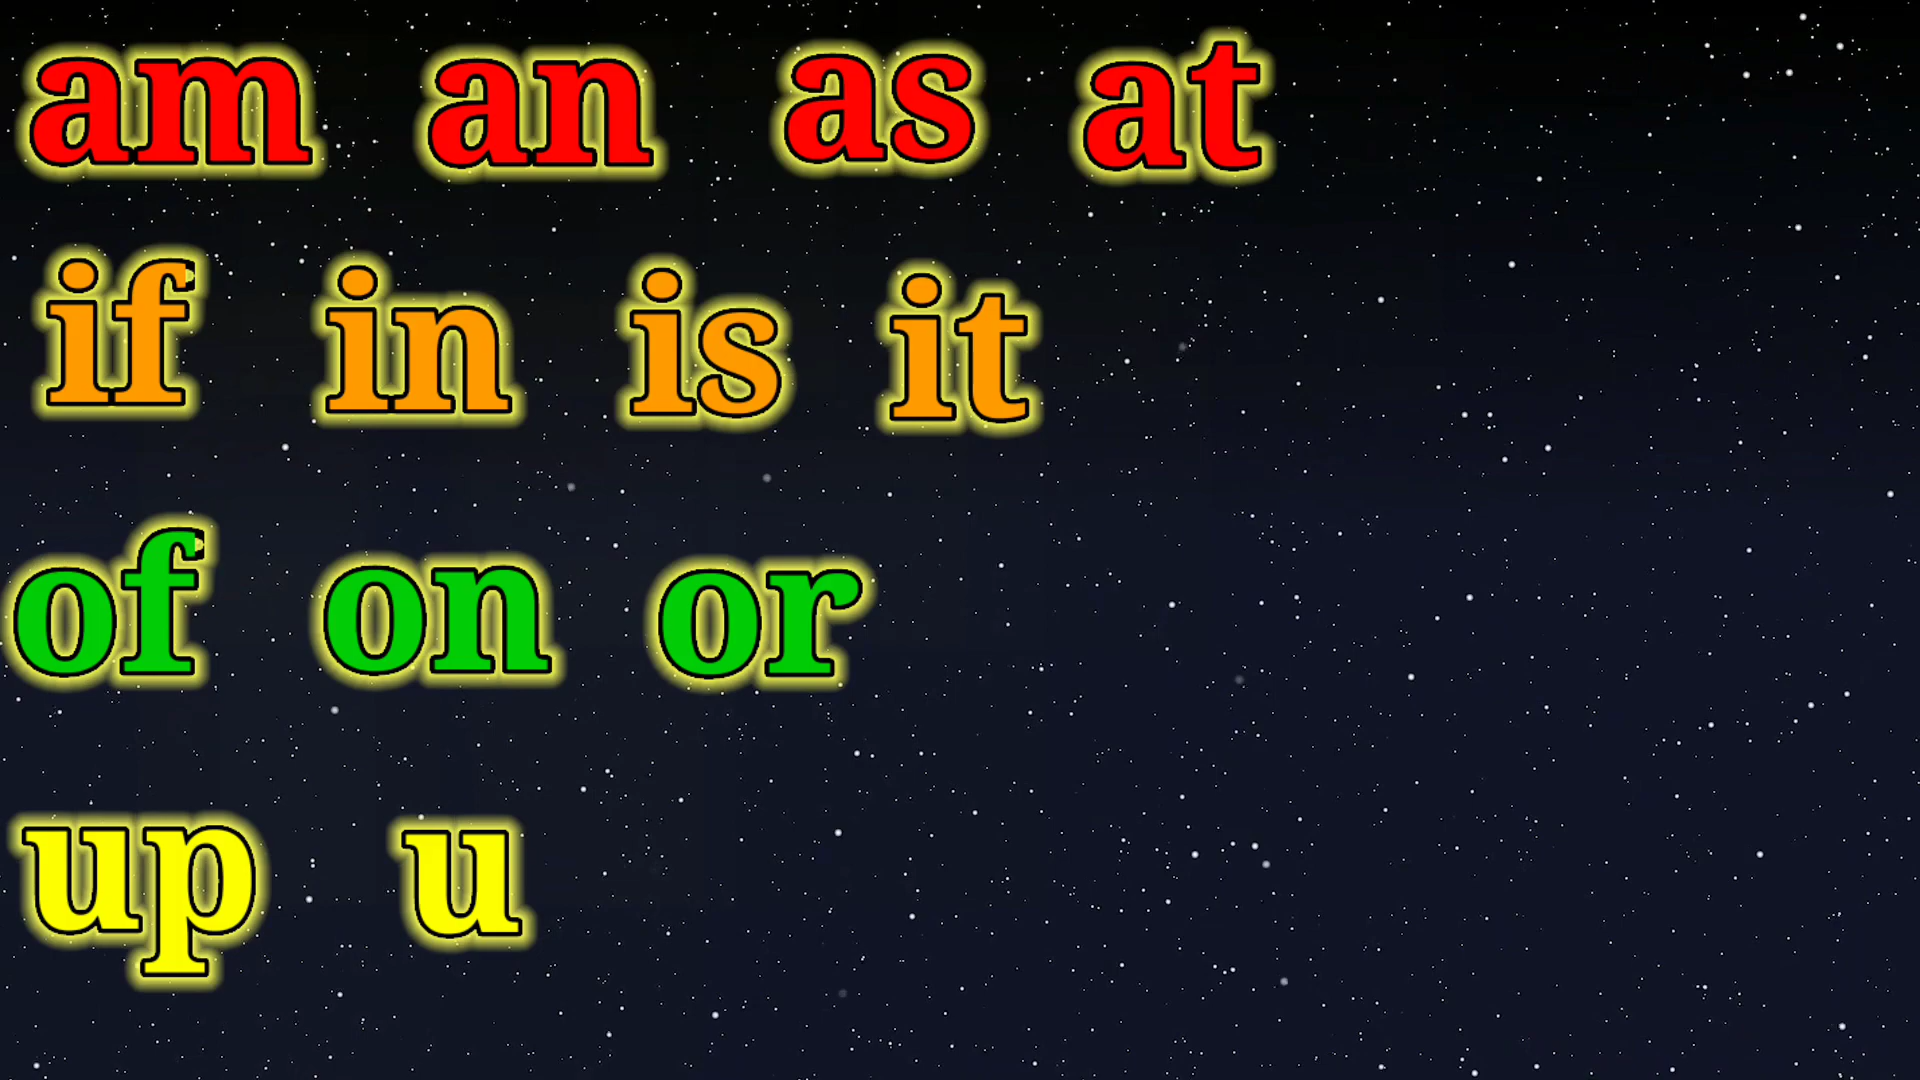 am an as at
if in is it
of on or
up u